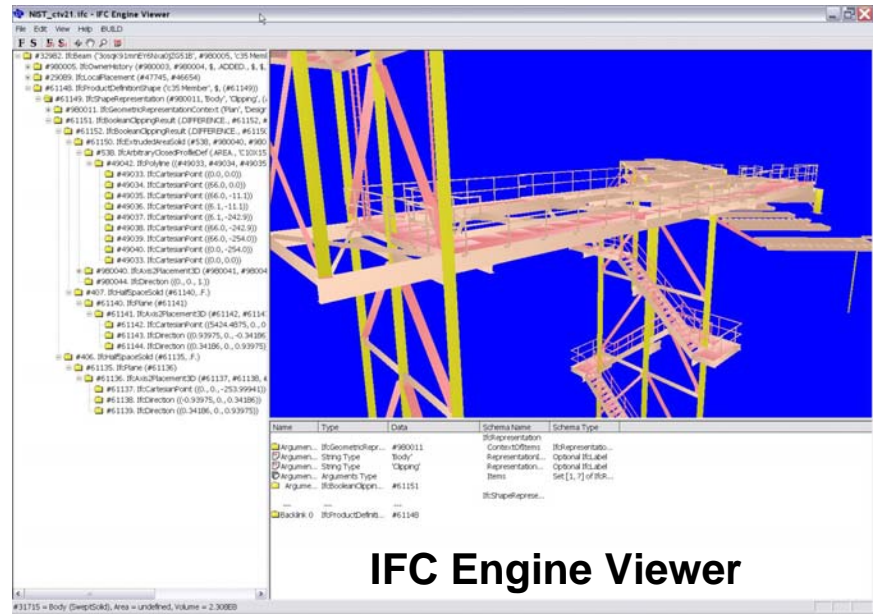 NIST_ctv21.ifc - IFC Engine Viewer
File Edit View Help BUILD
F S
#32982. IfcBeam
#980005. IfcOwnerHistory (#980003, #980004, $, .ADDED., $, $,
#29089. IfcLocalPlacement (#47745, #46654)
#61148. IfcProductDefinitionShape ('c35 Member', $, (#61149))
#61149. IfcShapeRepresentation (#980011, 'Body', 'Clipping', (
#980011. IfcGeometricRepresentationContext ('Plan', 'Design'
#61151. IfcBooleanClippingResult (.DIFFERENCE., #61152, #
#61152. IfcBooleanClippingResult (.DIFFERENCE., #61150
#61150. IfcExtrudedAreaSolid (#538, #980040, #980
#538. IfcArbitraryClosedProfileDef (.AREA., 'C10X15
#49042. IfcPolyline ((#49033, #49034, #49035
#49033. IfcCartesianPoint ((0.0, 0.0))
#49034. IfcCartesianPoint ((66.0, 0.0))
#49035. IfcCartesianPoint ((66.0, -11.1))
#49036. IfcCartesianPoint ((6.1, -11.1))
#49037. IfcCartesianPoint ((6.1, -242.9))
#49038. IfcCartesianPoint ((66.0, -242.9))
#49039. IfcCartesianPoint ((66.0, -254.0))
#49040. IfcCartesianPoint ((0.0, -254.0))
#49033. IfcCartesianPoint ((0.0, 0.0))
#980040. IfcAxis2Placement3D (#980041, #98004
#980044. IfcDirection ((0., 0., 1.))
#407. IfcHalfSpaceSolid (#61140, .F.)
#61140. IfcPlane (#61141)
#61141. IfcAxis2Placement3D (#61142, #6114
#61142. IfcCartesianPoint ((5424.4875, 0., 0
#61143. IfcDirection ((0.93975, 0., -0.3418
#61144. IfcDirection ((0.34186, 0., 0.93975))
#406. IfcHalfSpaceSolid (#61135, .F.)
#61135. IfcPlane (#61136)
#61136. IfcAxis2Placement3D (#61137, #61138, #
#61137. IfcCartesianPoint ((0., 0., -253.99941))
#61138. IfcDirection ((-0.93975, 0., 0.34186))
#61139. IfcDirection ((0.34186, 0., 0.93975))
Name Type Data Schema Name Schema Type
IfcRepresentation
Argumen... IfcGeometricRepr... #980011 ContextOfItems IfcRepresentatio...
Argumen... String Type 'Body' Representation... Optional IfcLabel
Argumen... String Type 'Clipping' Representation... Optional IfcLabel
Argumen... Arguments Type Items Set [1, ?] of IfcR...
Argume... IfcBooleanClippin... #61151
IfcShapeReprese...
--- --- ---
Backlink 0 IfcProductDefinit... #61148
IFC Engine Viewer
#31715 = Body (SweptSolid), Area = undefined, Volume = 2.308E8